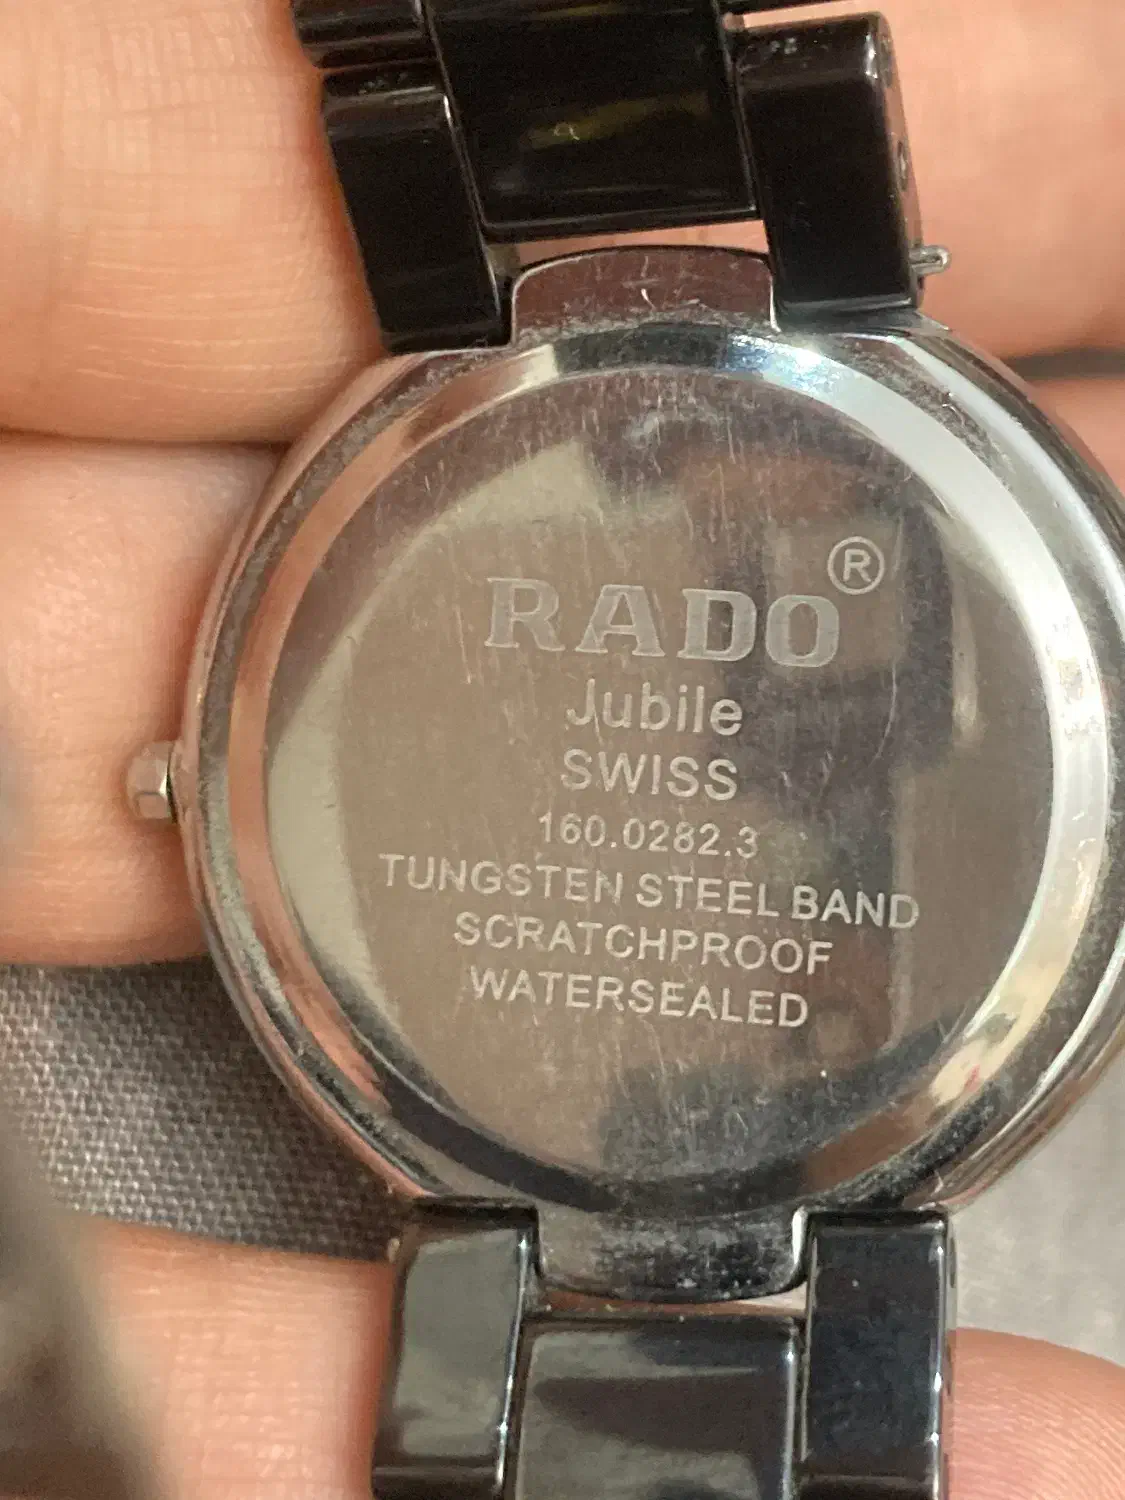 RADO®
Jubile
SWISS
160.0282.3
TUNGSTEN STEEL BAND
SCRATCHPROOF
WATERSEALED